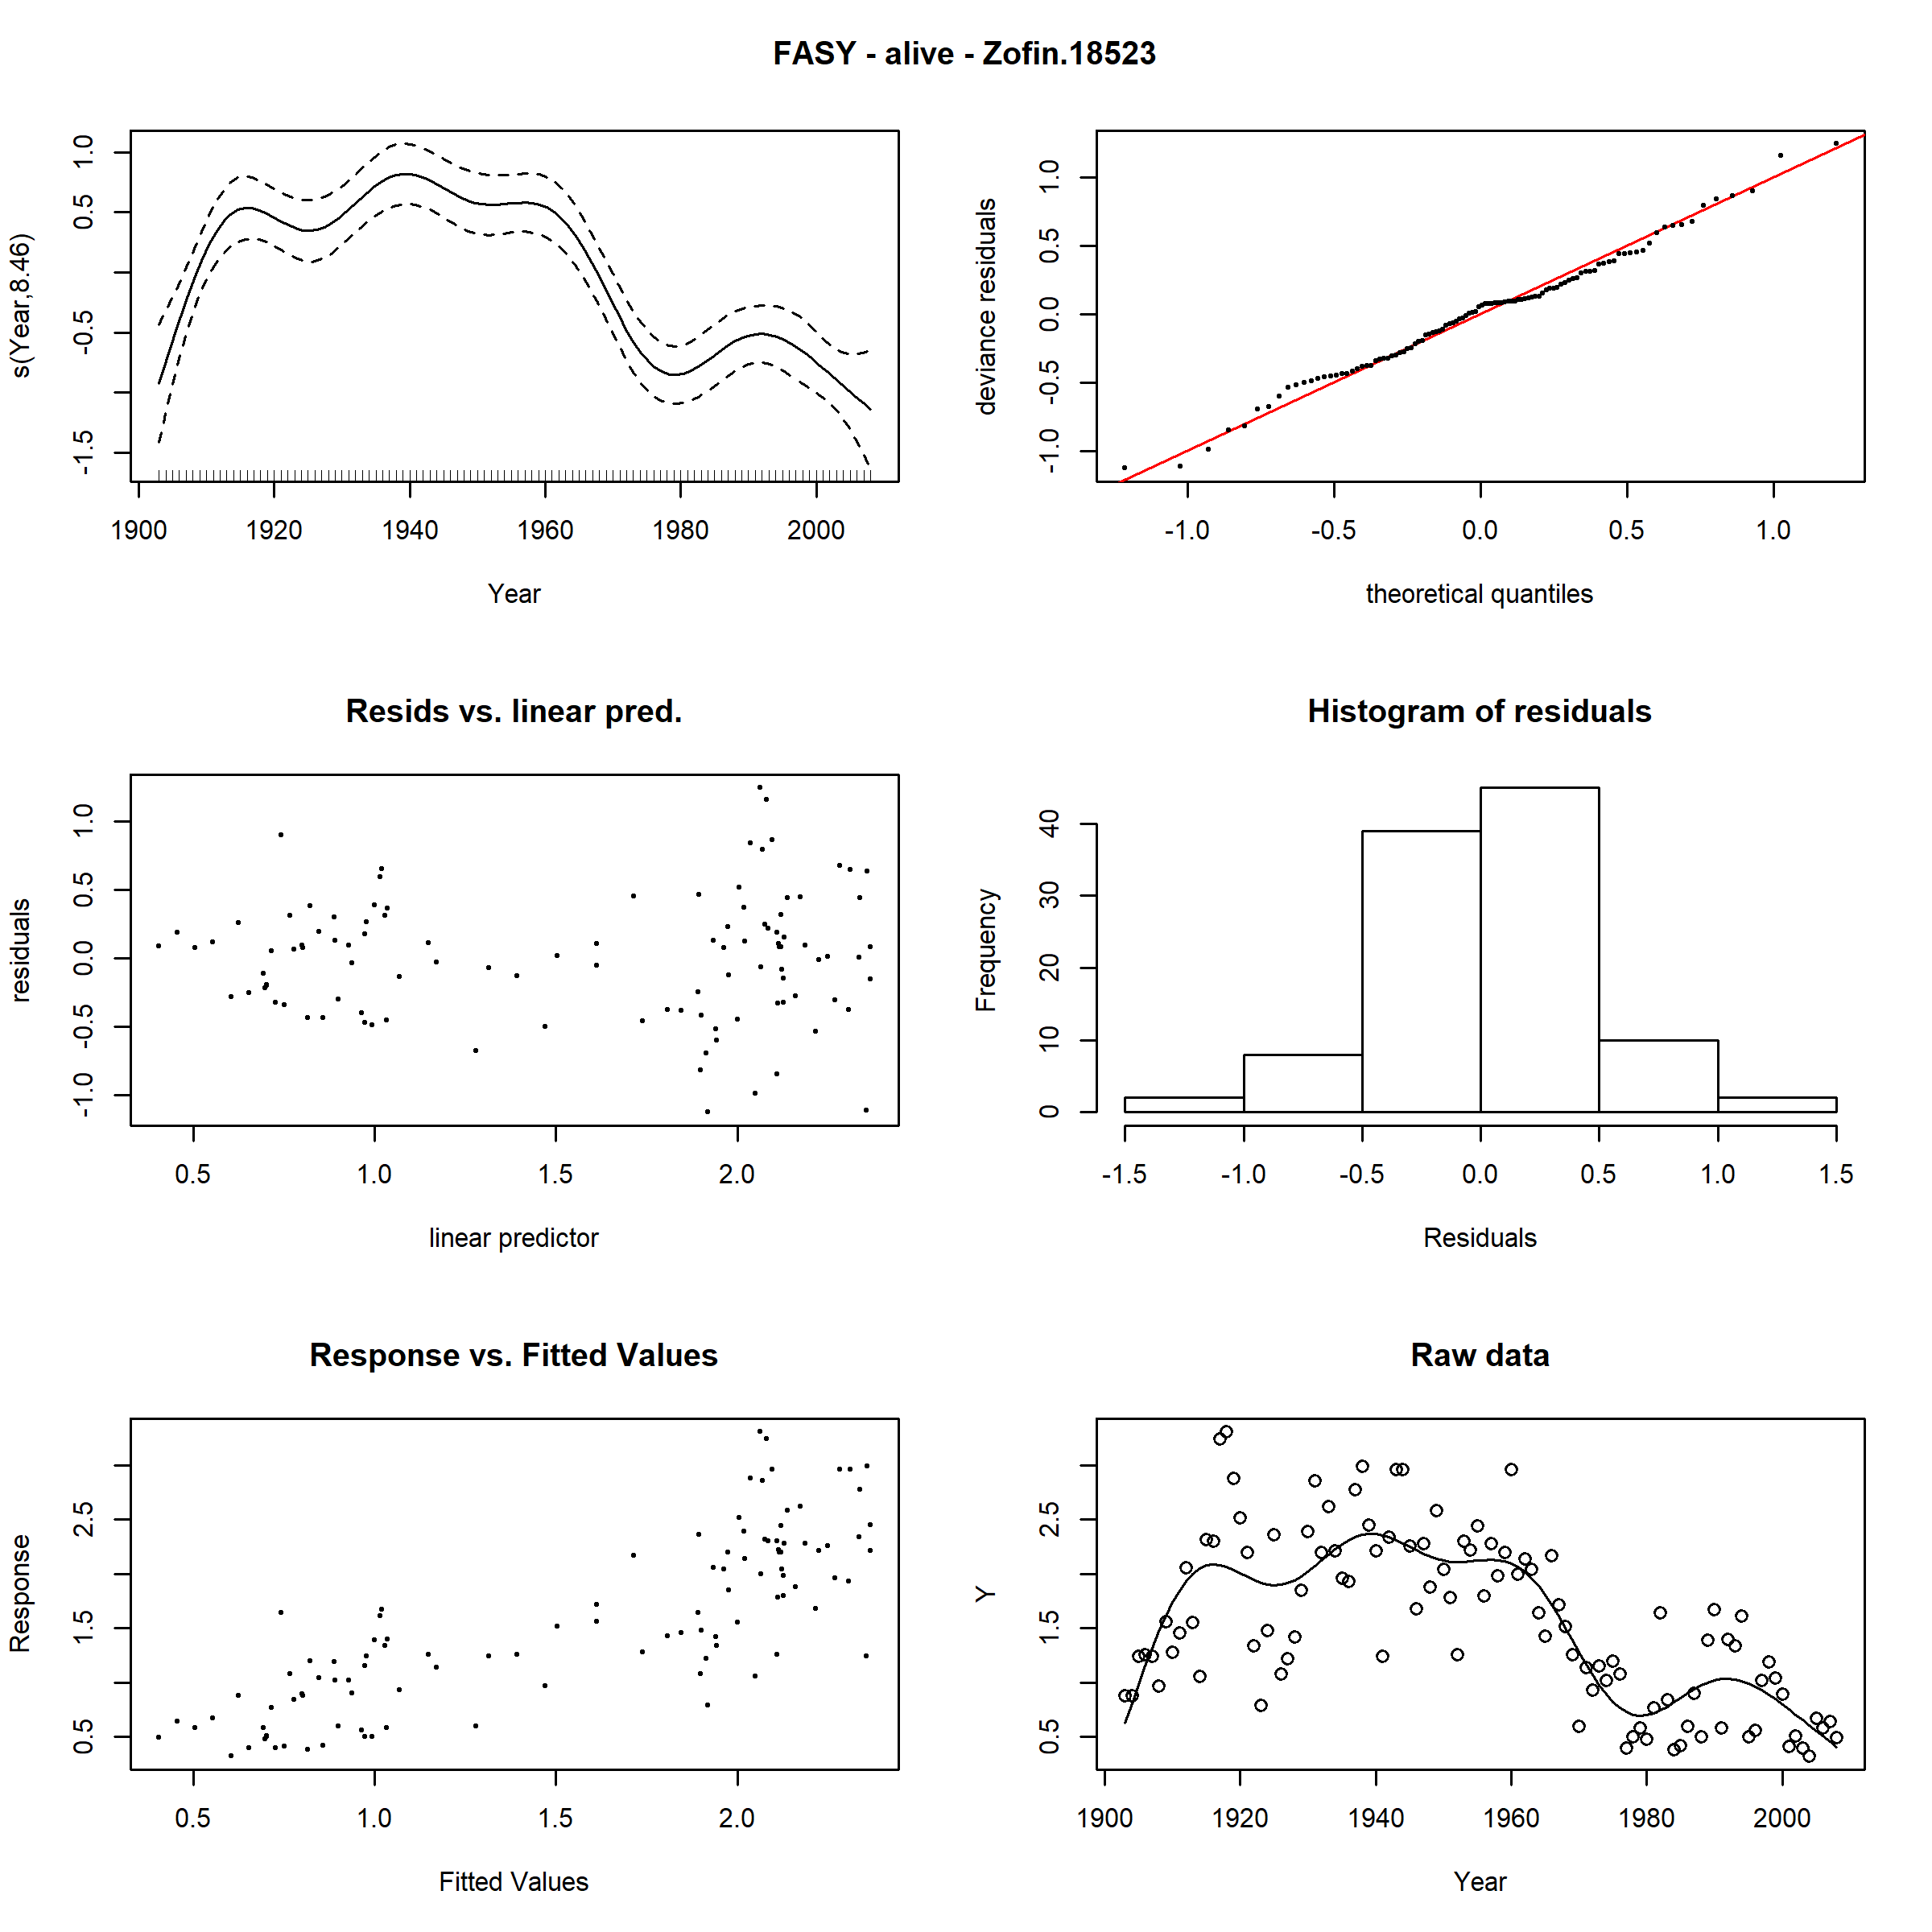 FASY - alive - Zofin.18523
s(Year,8.46)
1.0
0.5
-0.5
-1.5
1900 1920 1940 1960 1980 2000
Year
deviance residuals
1.0
0.5
0.0
-0.5
-1.0
-1.0 -0.5 0.0 0.5 1.0
theoretical quantiles
Resids vs. linear pred.
residuals
1.0
0.5
0.0
-0.5
-1.0
0.5 1.0 1.5 2.0
linear predictor
Histogram of residuals
Frequency
40
30
20
10
0
-1.5 -1.0 -0.5 0.0 0.5 1.0 1.5
Residuals
Response vs. Fitted Values
Response
2.5
1.5
0.5
0.5 1.0 1.5 2.0
Fitted Values
Raw data
Y
2.5
1.5
0.5
1900 1920 1940 1960 1980 2000
Year